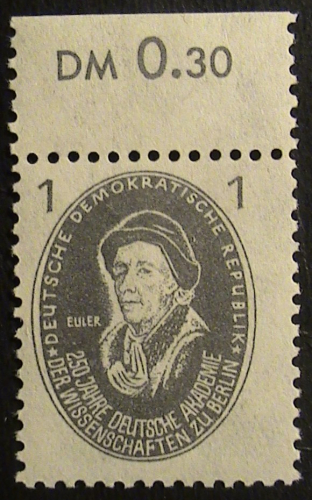 DM 0.30
1 1
★ DEUTSCHE DEMOKRATISCHE REPUBLIK ★
EULER
250 JAHRE DEUTSCHE AKADEMIE
DER WISSENSCHAFTEN ZU BERLIN